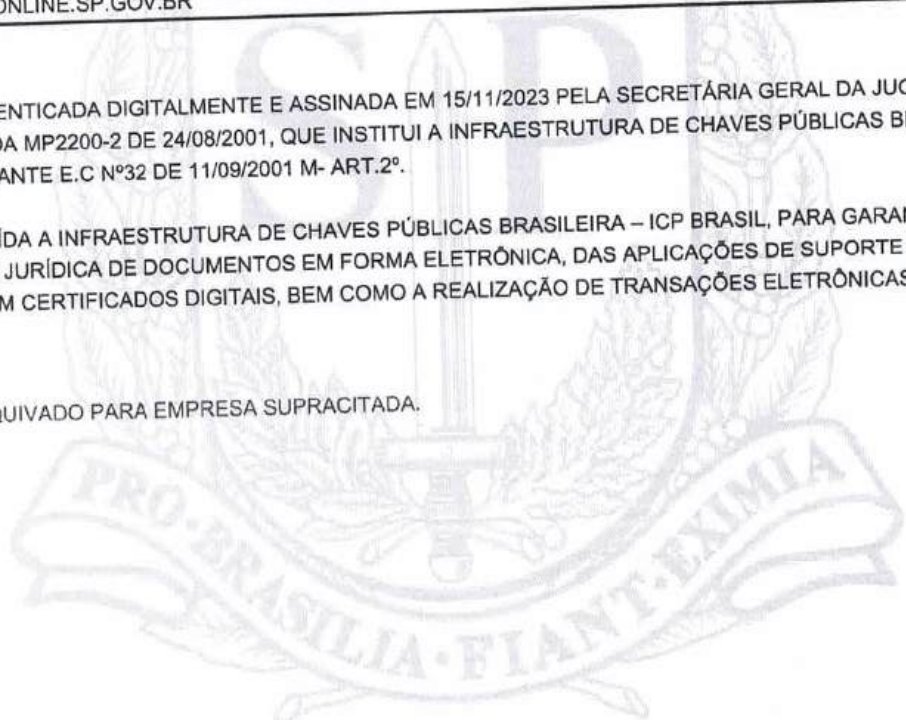 ONLINE.SP.GOV.BR
ENTICADA DIGITALMENTE E ASSINADA EM 15/11/2023 PELA SECRETÁRIA GERAL DA JUC
DA MP2200-2 DE 24/08/2001, QUE INSTITUI A INFRAESTRUTURA DE CHAVES PÚBLICAS B
ANTE E.C Nº32 DE 11/09/2001 M- ART.2º.
ÍDA A INFRAESTRUTURA DE CHAVES PÚBLICAS BRASILEIRA – ICP BRASIL, PARA GARAN
JURÍDICA DE DOCUMENTOS EM FORMA ELETRÔNICA, DAS APLICAÇÕES DE SUPORTE
M CERTIFICADOS DIGITAIS, BEM COMO A REALIZAÇÃO DE TRANSAÇÕES ELETRÔNICAS
QUIVADO PARA EMPRESA SUPRACITADA.
SP
PRO·BRASILIA·FIANT·EXIMIA